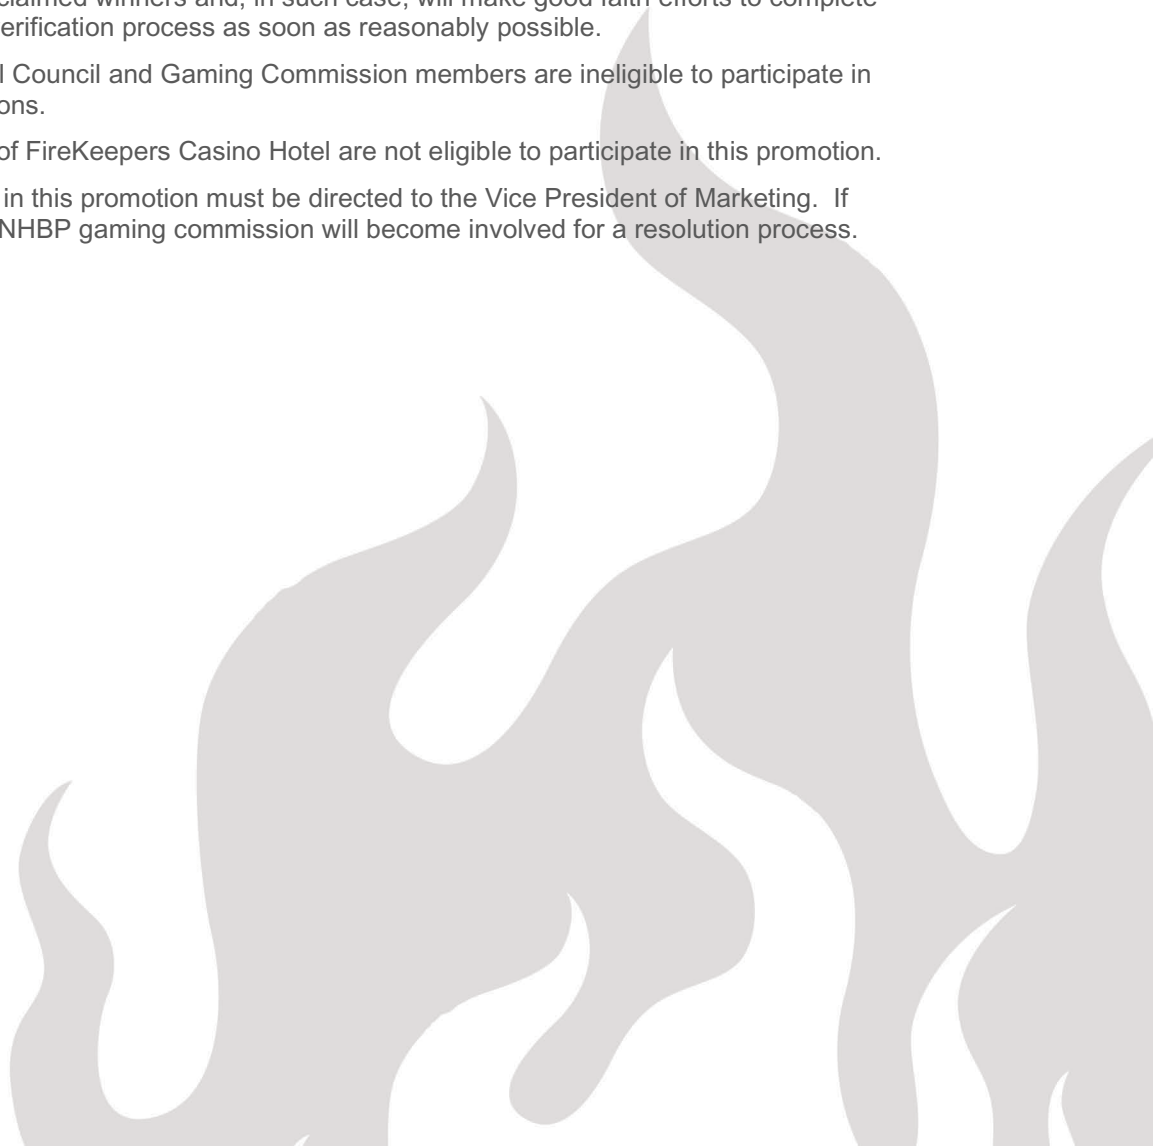 claimed winners and, in such case, will make good faith efforts to complete
erification process as soon as reasonably possible.
l Council and Gaming Commission members are ineligible to participate in
ons.
of FireKeepers Casino Hotel are not eligible to participate in this promotion.
in this promotion must be directed to the Vice President of Marketing.  If
NHBP gaming commission will become involved for a resolution process.